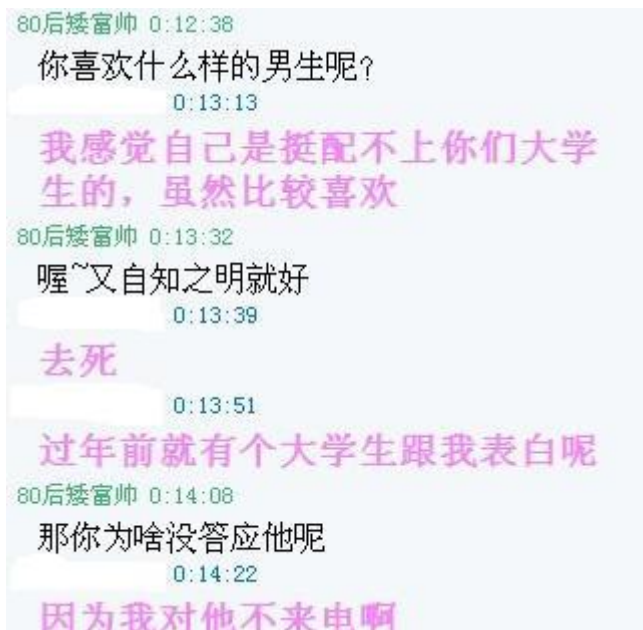 80后矮富帅 0:12:38
你喜欢什么样的男生呢?
0:13:13
我感觉自己是挺配不上你们大学
生的，虽然比较喜欢
80后矮富帅 0:13:32
喔~又自知之明就好
0:13:39
去死
0:13:51
过年前就有个大学生跟我表白呢
80后矮富帅 0:14:08
那你为啥没答应他呢
0:14:22
因为我对他不来电啊